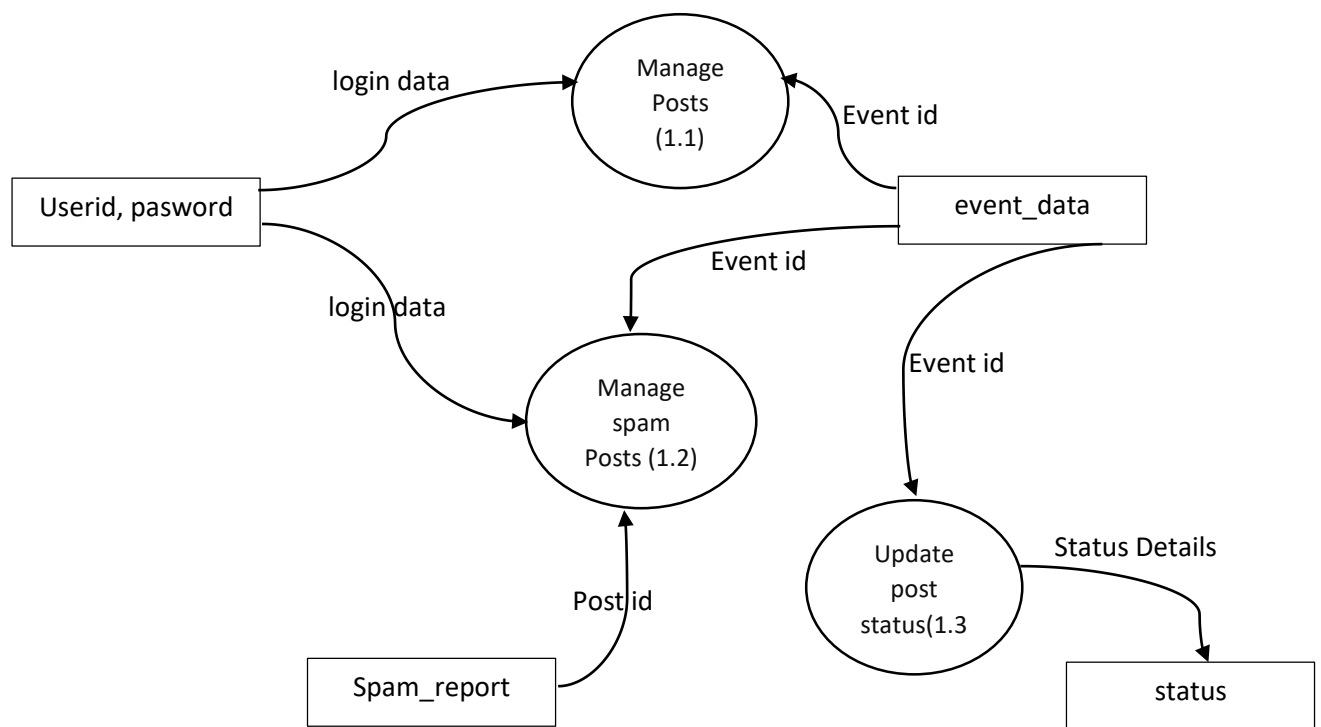 Manage
Posts
(1.1)
login data
Event id
Userid, pasword
event_data
Event id
login data
Event id
Manage
spam
Posts (1.2)
Update
post
status(1.3
Status Details
Post id
Spam_report
status